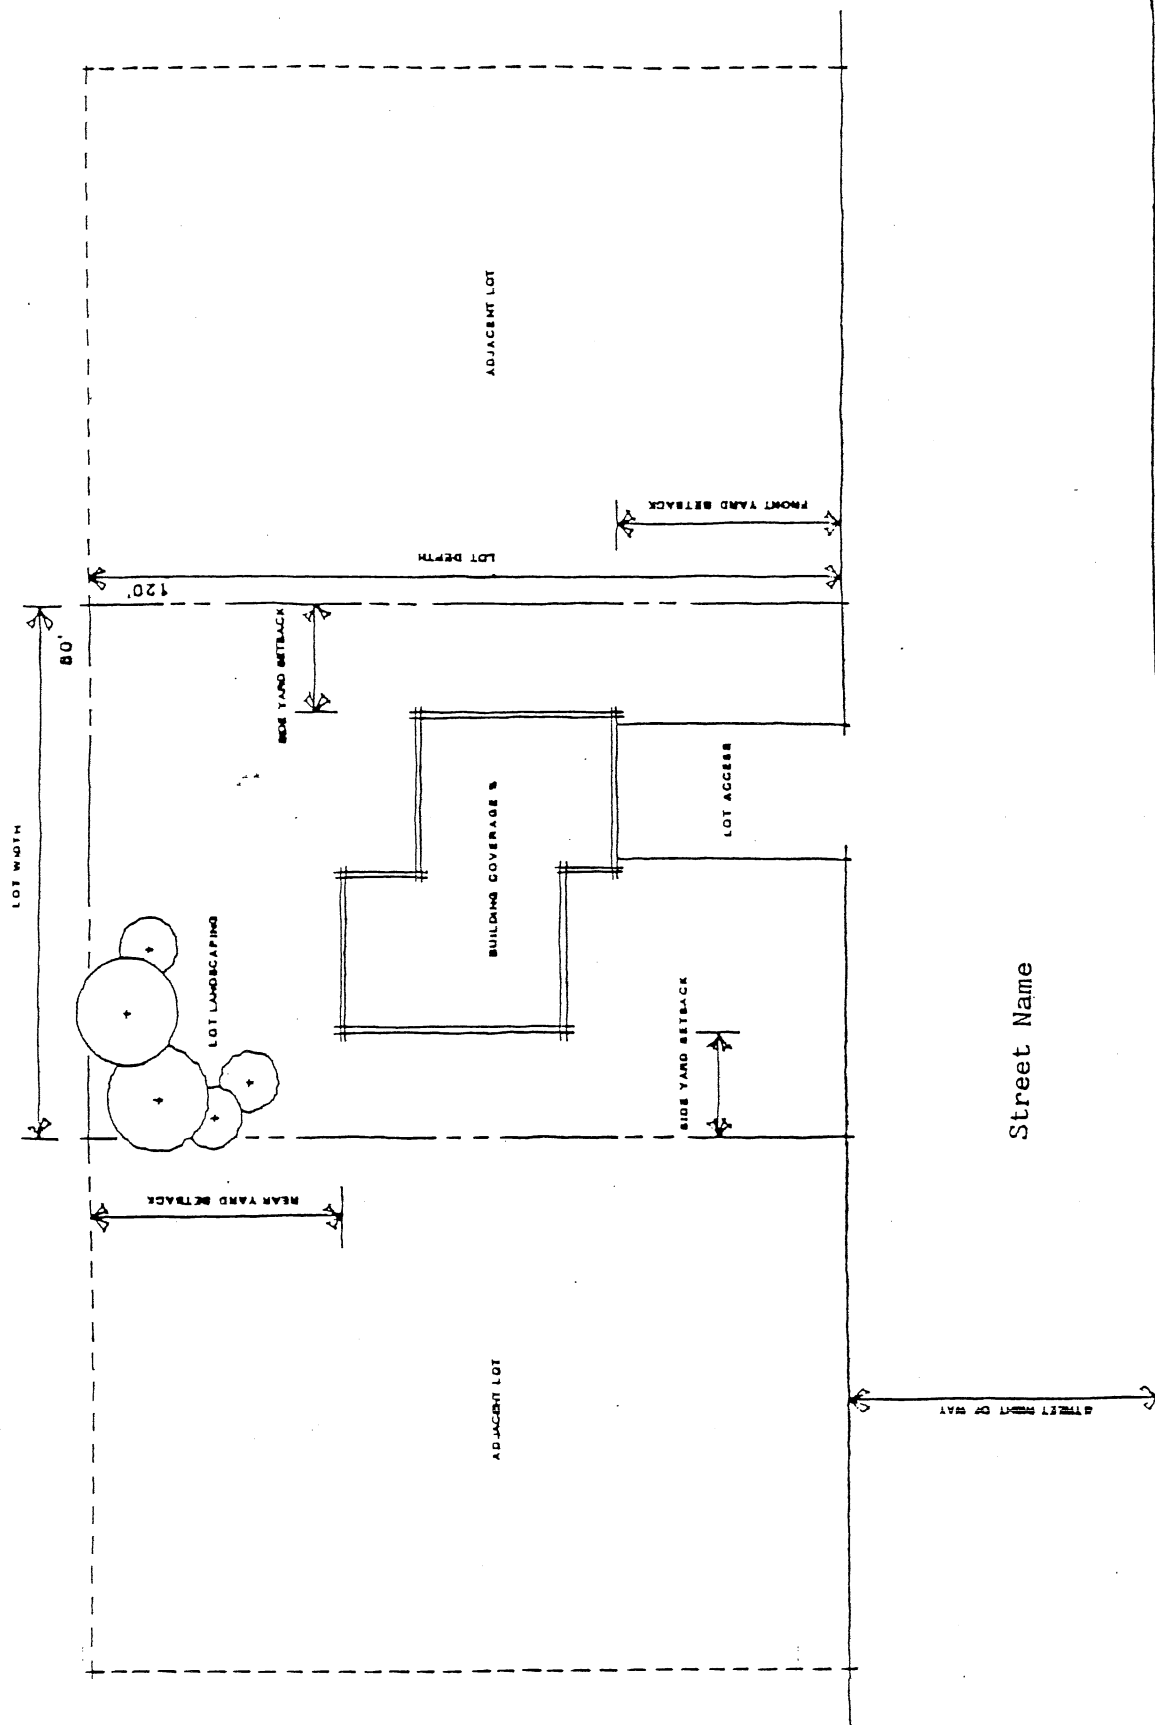 LOT WIDTH
80'
120'
LOT DEPTH
SIDE YARD SETBACK
FRONT YARD SETBACK
ADJACENT LOT
LOT LANDSCAPING
BUILDING COVERAGE %
LOT ACCESS
SIDE YARD SETBACK
REAR YARD SETBACK
ADJACENT LOT
STREET RIGHT OF WAY
Street Name